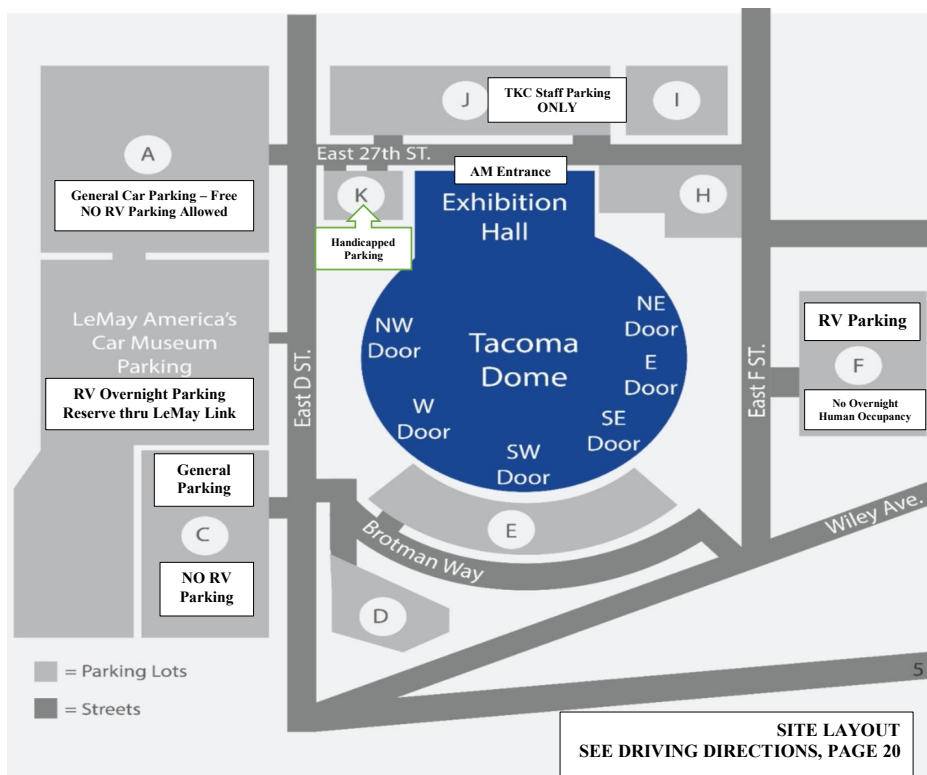 J
TKC Staff Parking
ONLY
I
A
East 27th ST.
General Car Parking – Free
NO RV Parking Allowed
K
AM Entrance
Exhibition
Hall
H
Handicapped
Parking
LeMay America's
Car Museum
Parking
RV Overnight Parking
Reserve thru LeMay Link
East D ST.
NW
Door
Tacoma
Dome
NE
Door
E
Door
W
Door
SE
Door
SW
Door
East F ST.
RV Parking
F
No Overnight
Human Occupancy
General
Parking
C
NO RV
Parking
E
Brotman Way
Wiley Ave.
D
5
= Parking Lots
= Streets
SITE LAYOUT
SEE DRIVING DIRECTIONS, PAGE 20